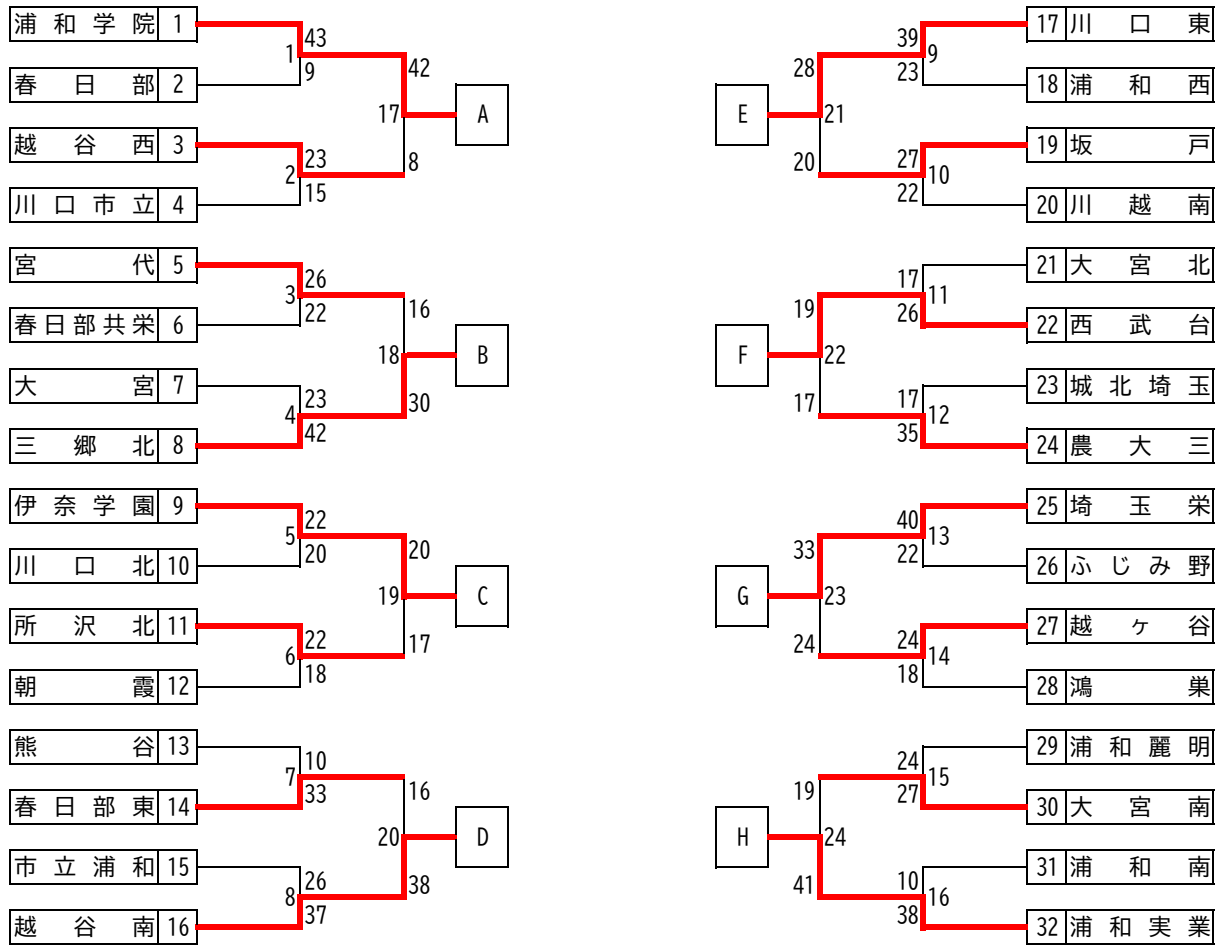 浦和学院 1
43
1
9
春日部 2
42
17
A
越谷西 3
23
2
15
8
川口市立 4
宮代 5
26
3
22
16
春日部共栄 6
18
B
大宮 7
23
4
42
30
三郷北 8
伊奈学園 9
22
5
20
20
川口北 10
19
C
所沢北 11
22
6
18
17
朝霞 12
熊谷 13
10
7
33
16
春日部東 14
20
D
市立浦和 15
26
8
37
38
越谷南 16
17 川口東
39
9
23
28
18 浦和西
E
21
19 坂戸
27
10
22
20
20 川越南
21 大宮北
17
11
26
19
22 西武台
F
22
23 城北埼玉
17
12
35
17
24 農大三
25 埼玉栄
40
13
22
33
26 ふじみ野
G
23
27 越ヶ谷
24
14
18
24
28 鴻巣
29 浦和麗明
24
15
27
19
30 大宮南
H
24
31 浦和南
10
16
38
41
32 浦和実業